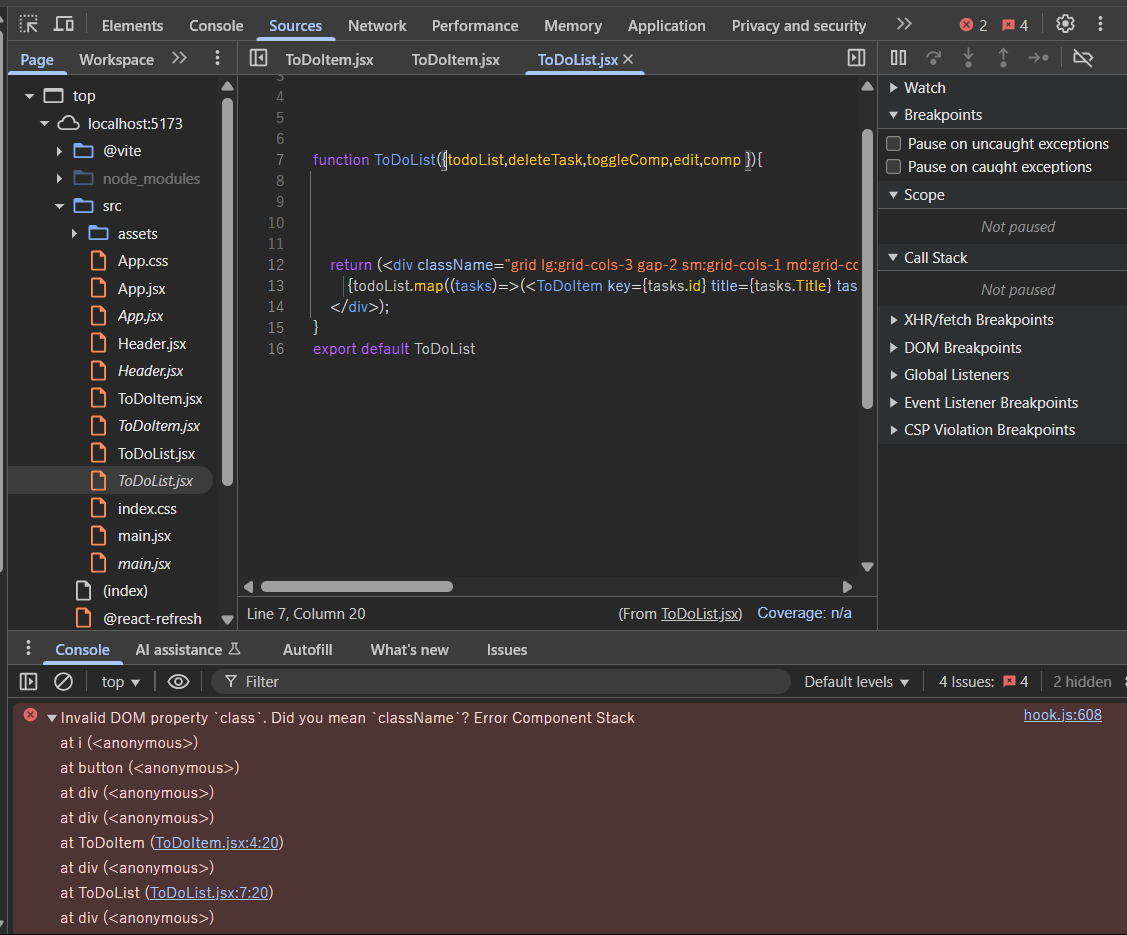 Elements Console Sources Network Performance Memory Application Privacy and security 2 4
Page Workspace ToDoItem.jsx ToDoItem.jsx ToDoList.jsx
top
localhost:5173
@vite
node_modules
src
assets
App.css
App.jsx
App.jsx
Header.jsx
Header.jsx
ToDoItem.jsx
ToDoItem.jsx
ToDoList.jsx
ToDoList.jsx
index.css
main.jsx
main.jsx
(index)
@react-refresh
3
4
5
6
7 function ToDoList({todoList,deleteTask,toggleComp,edit,comp }){
8
9
10
11
12 return (<div className="grid lg:grid-cols-3 gap-2 sm:grid-cols-1 md:grid-co
13 {todoList.map((tasks)=>(<ToDoItem key={tasks.id} title={tasks.Title} tas
14 </div>);
15 }
16 export default ToDoList
Line 7, Column 20 (From ToDoList.jsx) Coverage: n/a
Watch
Breakpoints
Pause on uncaught exceptions
Pause on caught exceptions
Scope
Not paused
Call Stack
Not paused
XHR/fetch Breakpoints
DOM Breakpoints
Global Listeners
Event Listener Breakpoints
CSP Violation Breakpoints
Console AI assistance Autofill What's new Issues
top Filter Default levels 4 Issues: 4 2 hidden
Invalid DOM property `class`. Did you mean `className`? Error Component Stack hook.js:608
at i (<anonymous>)
at button (<anonymous>)
at div (<anonymous>)
at div (<anonymous>)
at ToDoItem (ToDoItem.jsx:4:20)
at div (<anonymous>)
at ToDoList (ToDoList.jsx:7:20)
at div (<anonymous>)